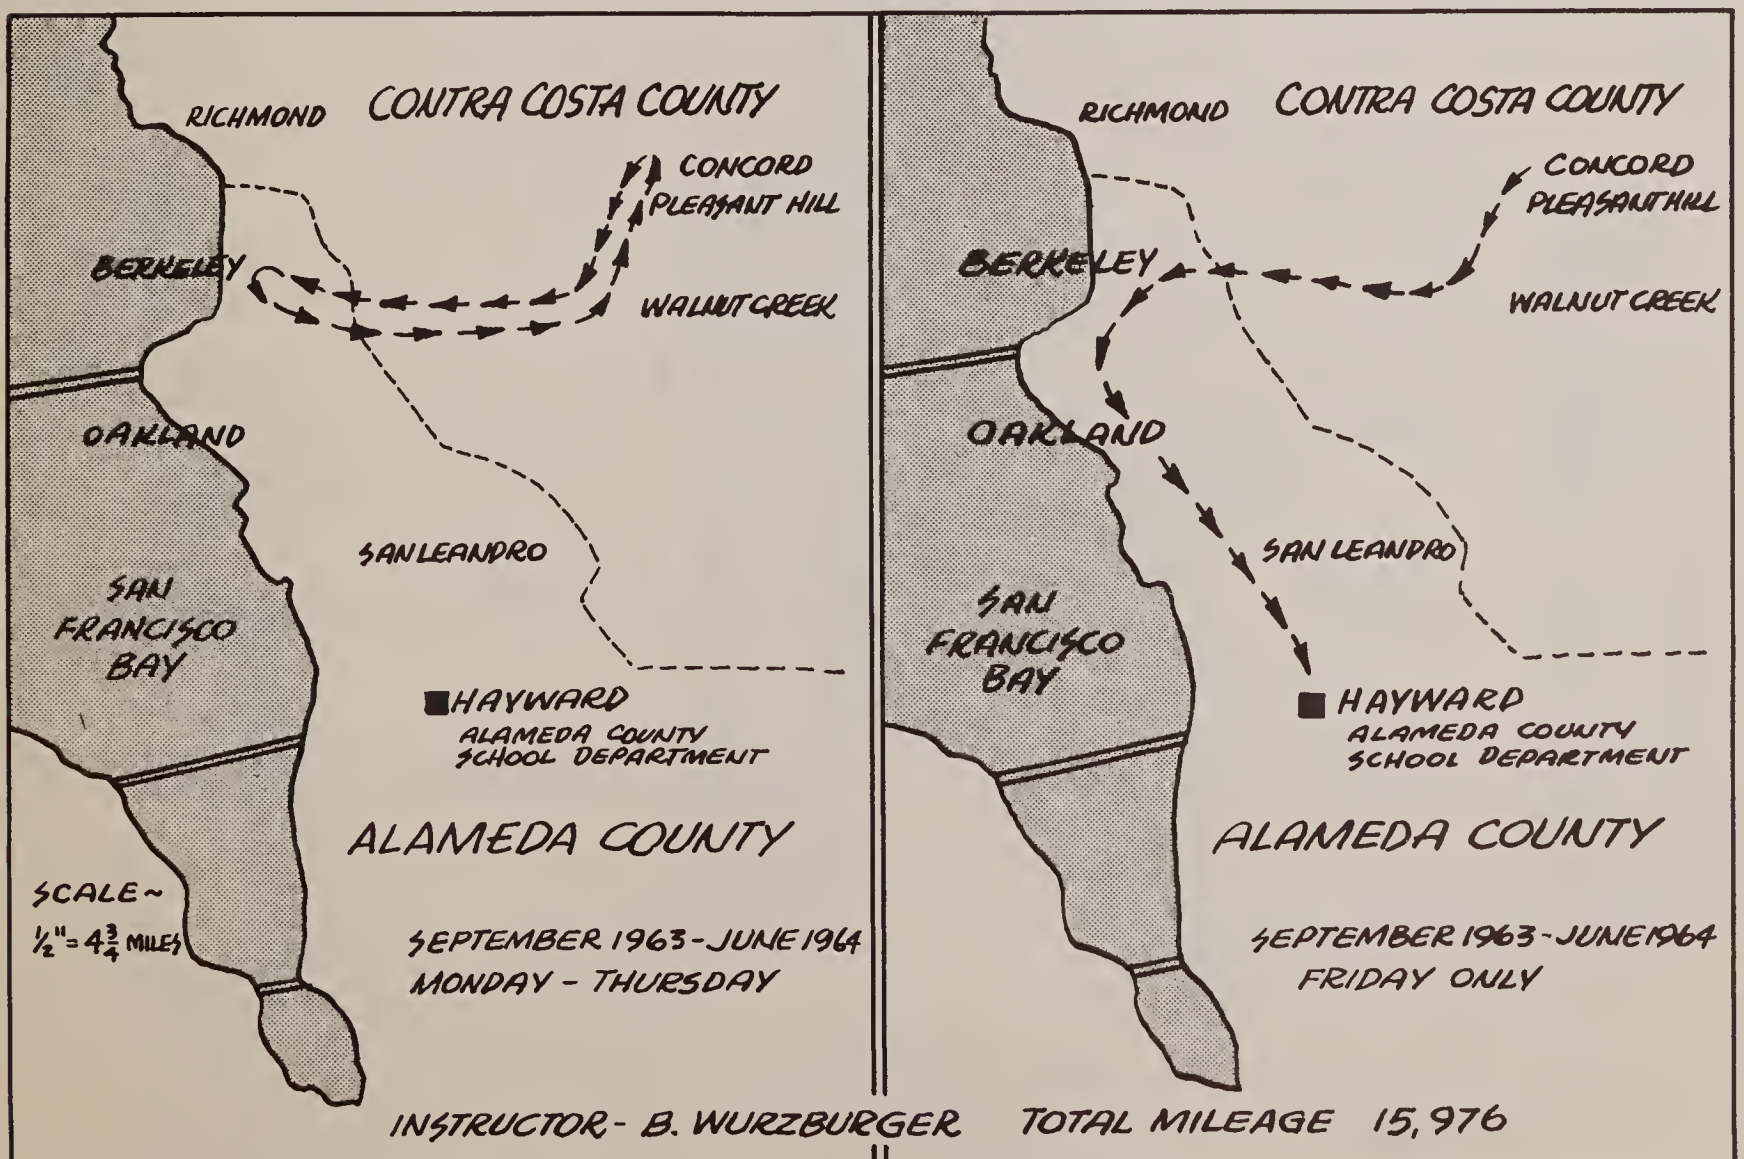 RICHMOND
CONTRA COSTA COUNTY
CONCORD
PLEASANT HILL
BERKELEY
WALNUT CREEK
OAKLAND
SAN LEANDRO
SAN
FRANCISCO
BAY
HAYWARD
ALAMEDA COUNTY
SCHOOL DEPARTMENT
ALAMEDA COUNTY
SCALE~
1/2" = 4 3/4 MILES
SEPTEMBER 1963 - JUNE 1964
MONDAY - THURSDAY
RICHMOND
CONTRA COSTA COUNTY
CONCORD
PLEASANT HILL
BERKELEY
WALNUT CREEK
OAKLAND
SAN LEANDRO
SAN
FRANCISCO
BAY
HAYWARD
ALAMEDA COUNTY
SCHOOL DEPARTMENT
ALAMEDA COUNTY
SEPTEMBER 1963 - JUNE 1964
FRIDAY ONLY
INSTRUCTOR - B. WURZBURGER TOTAL MILEAGE 15,976